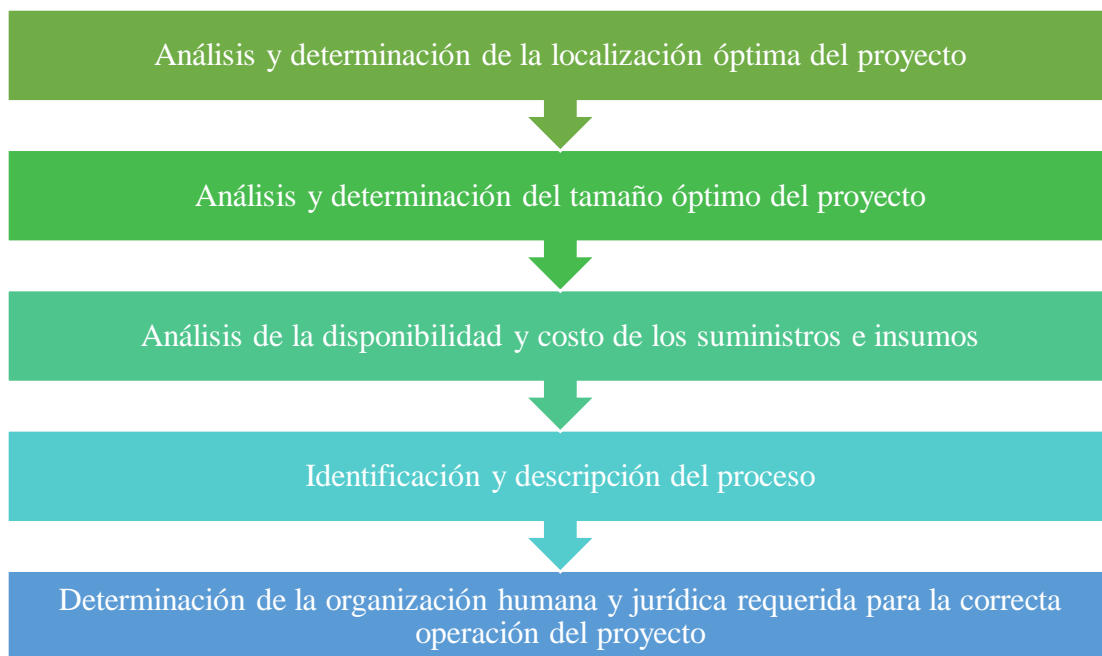 Análisis y determinación de la localización óptima del proyecto
Análisis y determinación del tamaño óptimo del proyecto
Análisis de la disponibilidad y costo de los suministros e insumos
Identificación y descripción del proceso
Determinación de la organización humana y jurídica requerida para la correcta
operación del proyecto